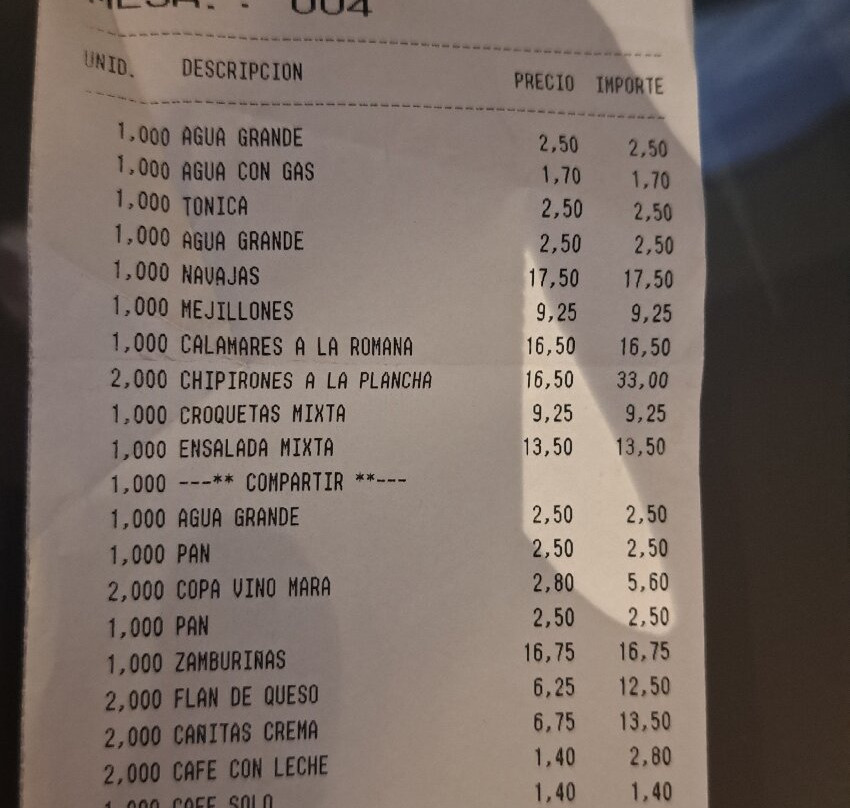 MESA. : 004
UNID. DESCRIPCION PRECIO IMPORTE
1,000 AGUA GRANDE 2,50 2,50
1,000 AGUA CON GAS 1,70 1,70
1,000 TONICA 2,50 2,50
1,000 AGUA GRANDE 2,50 2,50
1,000 NAVAJAS 17,50 17,50
1,000 MEJILLONES 9,25 9,25
1,000 CALAMARES A LA ROMANA 16,50 16,50
2,000 CHIPIRONES A LA PLANCHA 16,50 33,00
1,000 CROQUETAS MIXTA 9,25 9,25
1,000 ENSALADA MIXTA 13,50 13,50
1,000 ---** COMPARTIR **---
1,000 AGUA GRANDE 2,50 2,50
1,000 PAN 2,50 2,50
2,000 COPA VINO MARA 2,80 5,60
1,000 PAN 2,50 2,50
1,000 ZAMBURIÑAS 16,75 16,75
2,000 FLAN DE QUESO 6,25 12,50
2,000 CAÑITAS CREMA 6,75 13,50
2,000 CAFE CON LECHE 1,40 2,80
1,000 CAFE SOLO 1,40 1,40